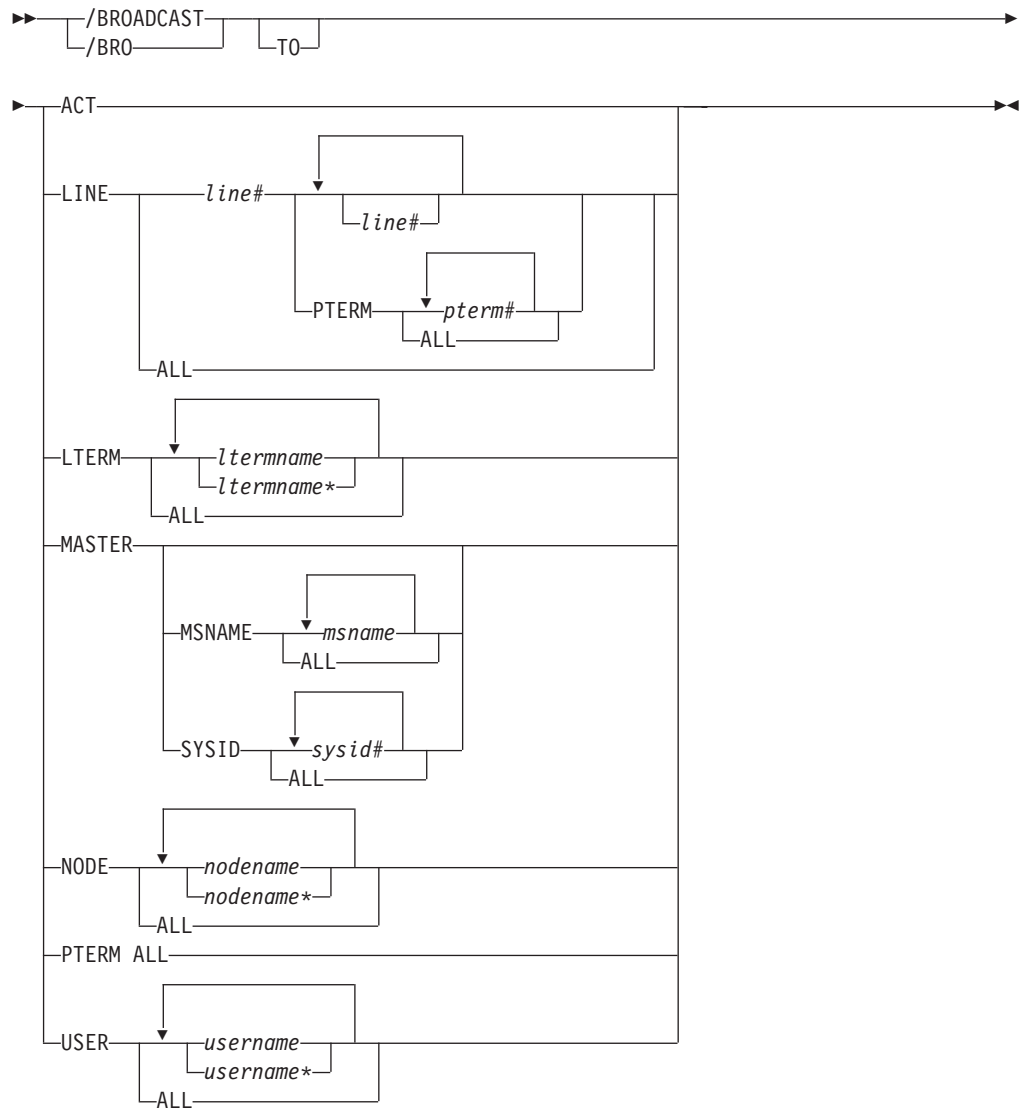 /BROADCAST
/BRO
TO
ACT
LINE line#
line#
PTERM pterm#
ALL
ALL
LTERM ltermname
ltermname*
ALL
MASTER
MSNAME msname
ALL
SYSID sysid#
ALL
NODE nodename
nodename*
ALL
PTERM ALL
USER username
username*
ALL